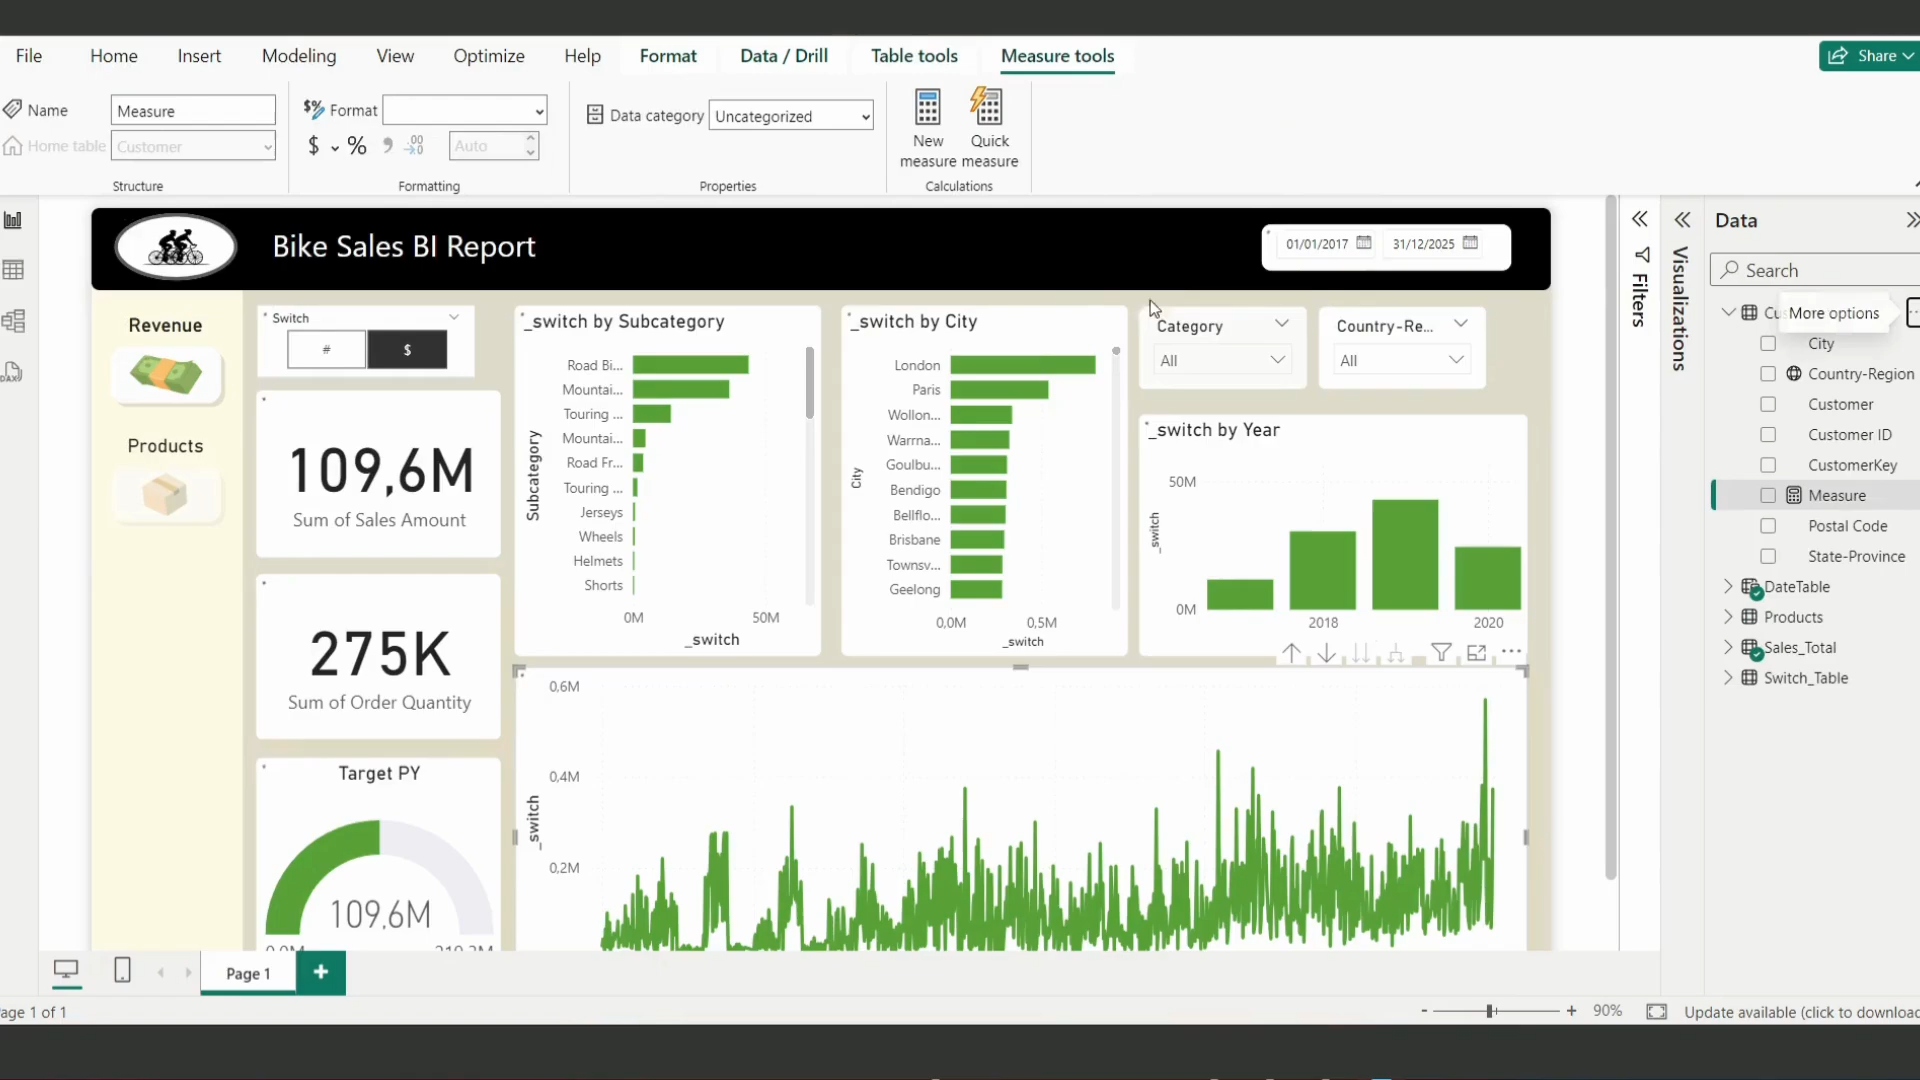 File Home Insert Modeling View Optimize Help Format Data / Drill Table tools Measure tools Share
Name Measure
Home table Customer
Structure
Format
$ % Auto
Formatting
Data category Uncategorized
Properties
New measure
Quick measure
Calculations
Bike Sales BI Report
01/01/2017 31/12/2025
Revenue
Products
Switch
# $
109,6M
Sum of Sales Amount
275K
Sum of Order Quantity
Target PY
109,6M
_switch by Subcategory
Subcategory
Road Bi...
Mountai...
Touring ...
Mountai...
Road Fr...
Touring ...
Jerseys
Wheels
Helmets
Shorts
0M 50M
_switch
_switch by City
City
London
Paris
Wollon...
Warrna...
Goulbu...
Bendigo
Bellflo...
Brisbane
Townsv...
Geelong
0,0M 0,5M
_switch
Category
All
Country-Re...
All
_switch by Year
_switch
50M
0M
2018 2020
_switch
0,6M
0,4M
0,2M
Filters
Visualizations
Data
Search
Cu
More options
City
Country-Region
Customer
Customer ID
CustomerKey
Measure
Postal Code
State-Province
DateTable
Products
Sales_Total
Switch_Table
Page 1
+
age 1 of 1
- + 90%
Update available (click to download